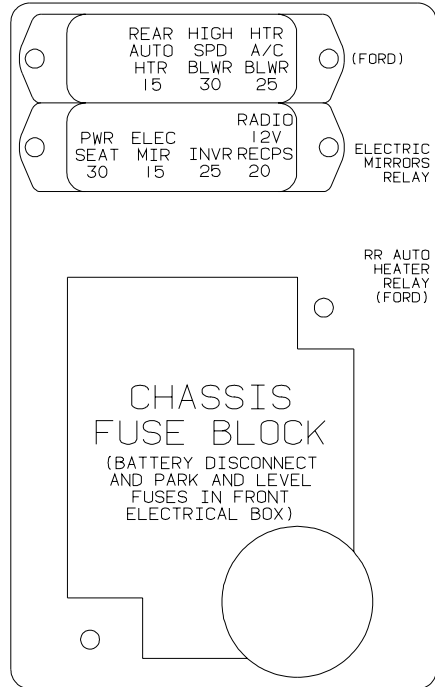 REAR HIGH HTR
AUTO SPD A/C
HTR BLWR BLWR
15 30 25
(FORD)
RADIO
PWR ELEC 12V
SEAT MIR INVR RECPS
30 15 25 20
ELECTRIC
MIRRORS
RELAY
RR AUTO
HEATER
RELAY
(FORD)
CHASSIS
FUSE BLOCK
(BATTERY DISCONNECT
AND PARK AND LEVEL
FUSES IN FRONT
ELECTRICAL BOX)